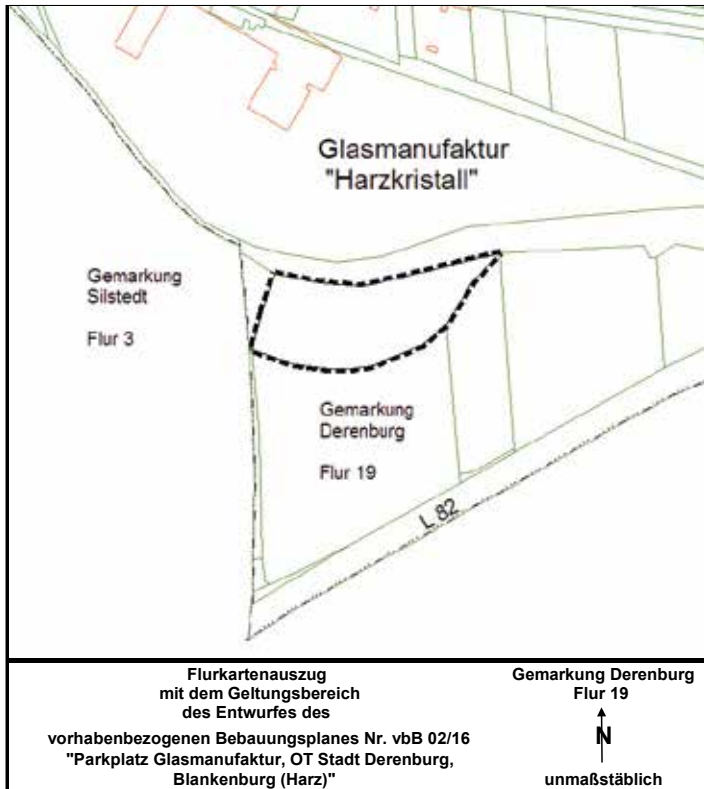 Glasmanufaktur
"Harzkristall"
Gemarkung
Silstedt
Flur 3
Gemarkung
Derenburg
Flur 19
L 82
Flurkartenauszug
mit dem Geltungsbereich
des Entwurfes des
vorhabenbezogenen Bebauungsplanes Nr. vbB 02/16
"Parkplatz Glasmanufaktur, OT Stadt Derenburg,
Blankenburg (Harz)"
Gemarkung Derenburg
Flur 19
N
unmaßstäblich